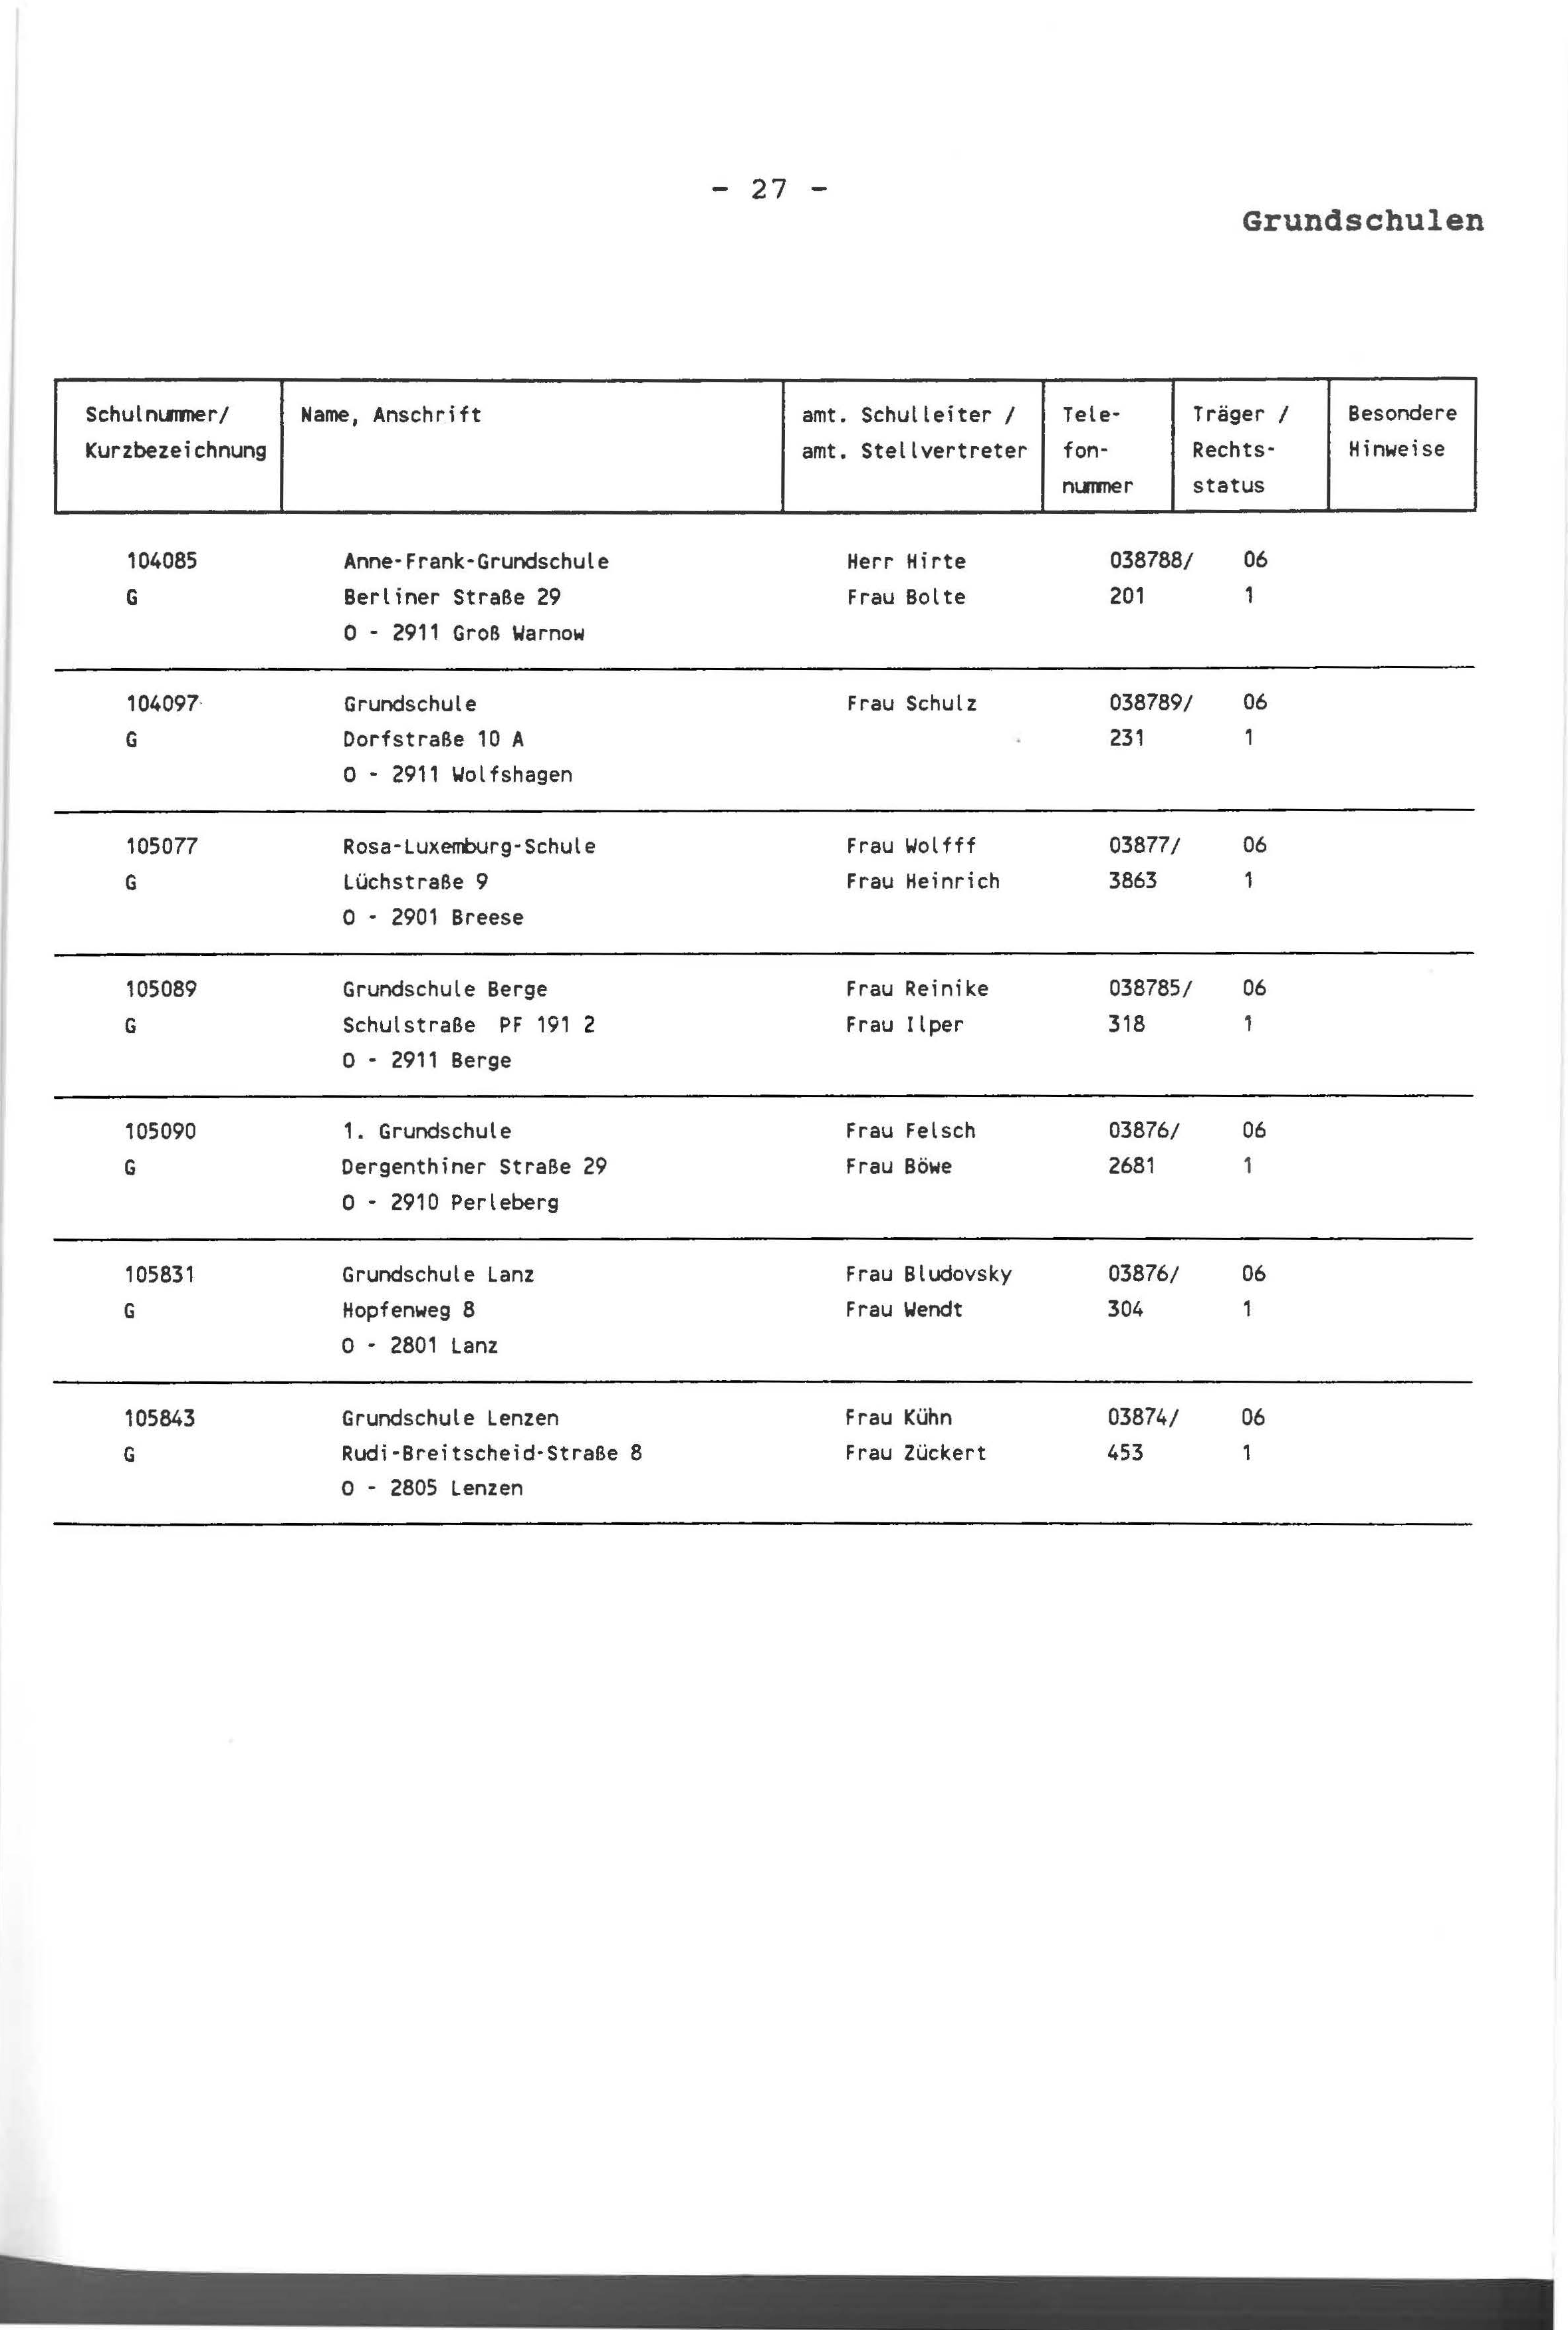 - 27 -
Grundschulen
Schulnummer/ Name, Anschrift amt. Schulleiter / Tele- Träger / Besondere
Kurzbezeichnung amt. Stellvertreter fon- Rechts- Hinweise
nummer status
104085 Anne-Frank-Grundschule Herr Hirte 038788/ 06
G Berliner Straße 29 Frau Bolte 201 1
O - 2911 Groß Warnow
104097 Grundschule Frau Schulz 038789/ 06
G Dorfstraße 10 A 231 1
O - 2911 Wolfshagen
105077 Rosa-Luxemburg-Schule Frau Wolfff 03877/ 06
G Lüchstraße 9 Frau Heinrich 3863 1
O - 2901 Breese
105089 Grundschule Berge Frau Reinike 038785/ 06
G Schulstraße PF 191 2 Frau Ilper 318 1
O - 2911 Berge
105090 1. Grundschule Frau Felsch 03876/ 06
G Dergenthiner Straße 29 Frau Böwe 2681 1
O - 2910 Perleberg
105831 Grundschule Lanz Frau Bludovsky 03876/ 06
G Hopfenweg 8 Frau Wendt 304 1
O - 2801 Lanz
105843 Grundschule Lenzen Frau Kühn 03874/ 06
G Rudi-Breitscheid-Straße 8 Frau Zückert 453 1
O - 2805 Lenzen